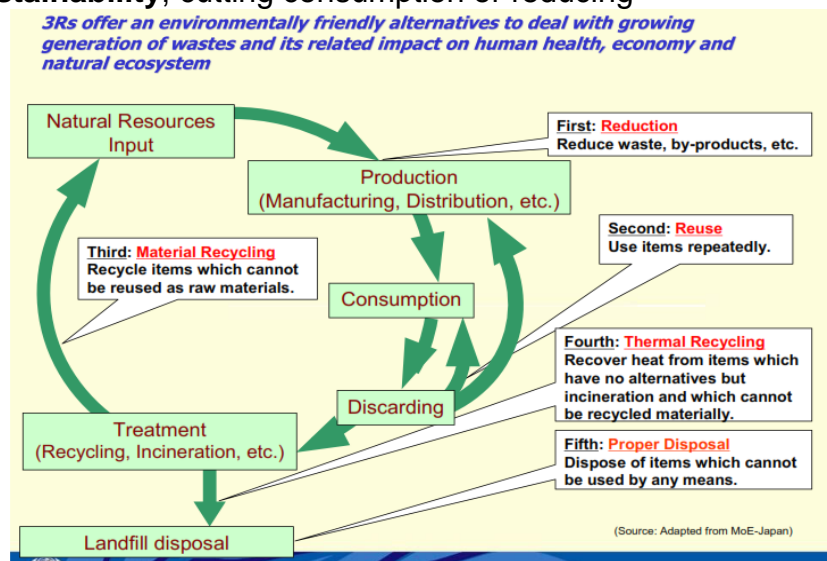 stainability, cutting consumption or reducing
3Rs offer an environmentally friendly alternatives to deal with growing
generation of wastes and its related impact on human health, economy and
natural ecosystem
Natural Resources
Input
First: Reduction
Reduce waste, by-products, etc.
Production
(Manufacturing, Distribution, etc.)
Second: Reuse
Use items repeatedly.
Third: Material Recycling
Recycle items which cannot
be reused as raw materials.
Consumption
Fourth: Thermal Recycling
Recover heat from items which
have no alternatives but
incineration and which cannot
be recycled materially.
Discarding
Treatment
(Recycling, Incineration, etc.)
Fifth: Proper Disposal
Dispose of items which cannot
be used by any means.
Landfill disposal
(Source: Adapted from MoE-Japan)